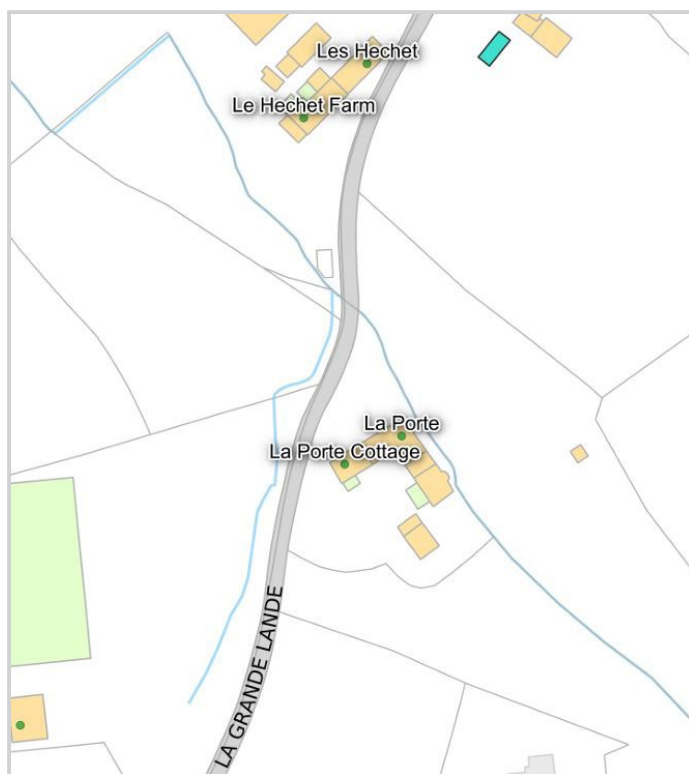 Les Hechet
Le Hechet Farm
La Porte
La Porte Cottage
LA GRANDE LANDE